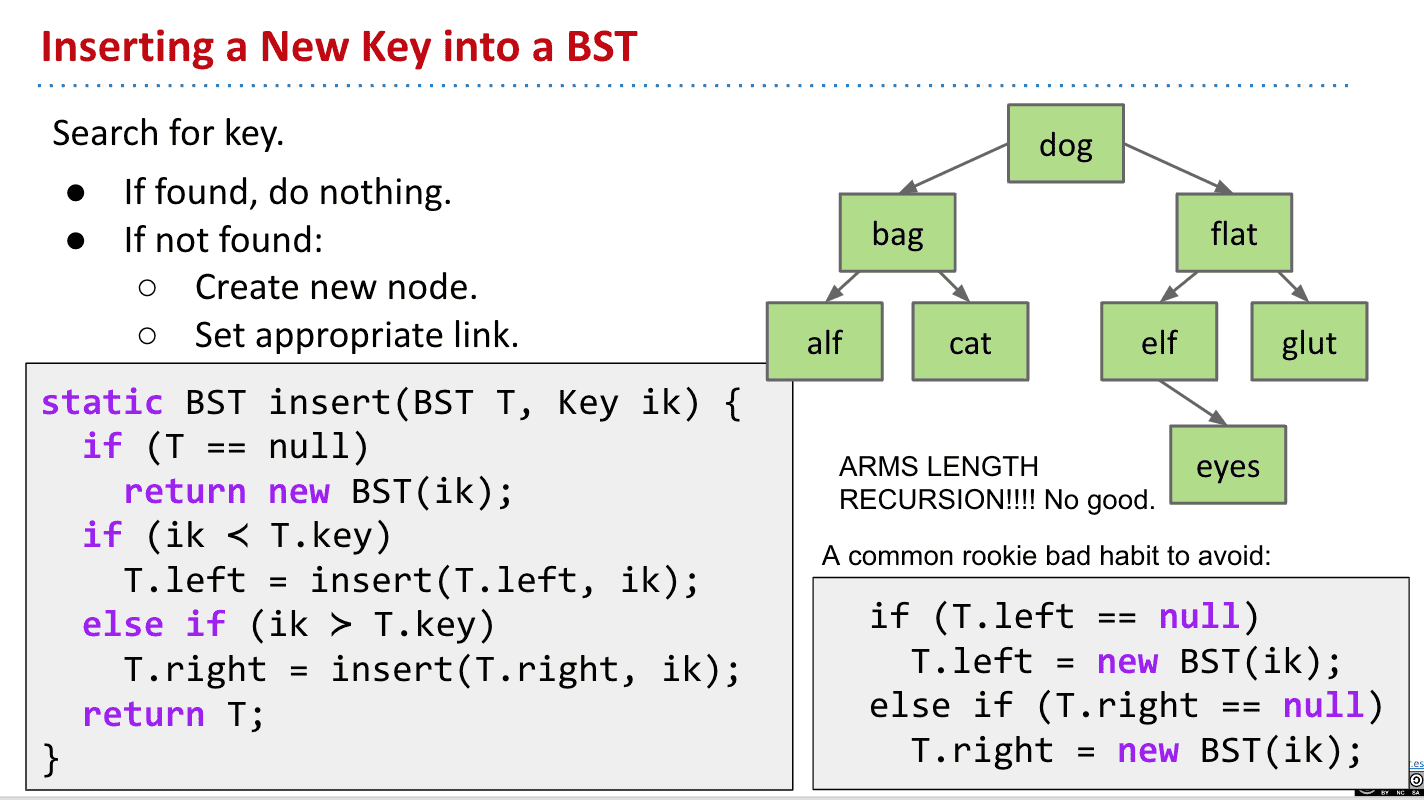 Inserting a New Key into a BST
Search for key.
● If found, do nothing.
● If not found:
○ Create new node.
○ Set appropriate link.
static BST insert(BST T, Key ik) {
if (T == null)
return new BST(ik);
if (ik ≺ T.key)
T.left = insert(T.left, ik);
else if (ik ≻ T.key)
T.right = insert(T.right, ik);
return T;
}
dog
bag
flat
alf
cat
elf
glut
eyes
ARMS LENGTH
RECURSION!!!! No good.
A common rookie bad habit to avoid:
if (T.left == null)
T.left = new BST(ik);
else if (T.right == null)
T.right = new BST(ik);
r.es
BY NC SA